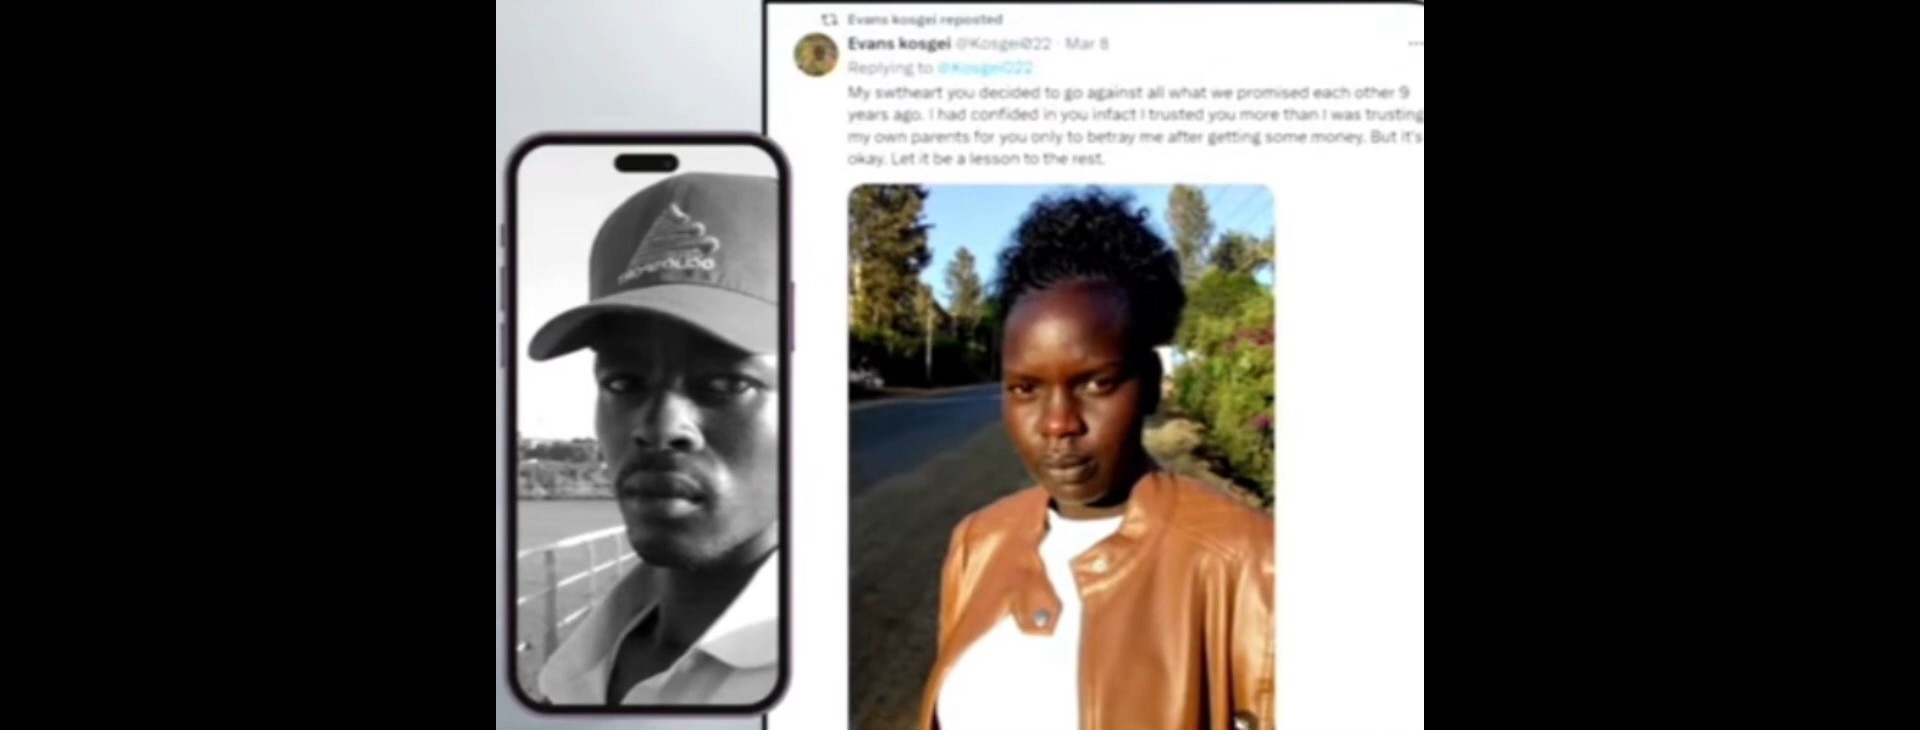 Evans kosgei reposted
Evans kosgei @Kosgei022 · Mar 8
Replying to @Kosgei022
My swtheart you decided to go against all what we promised each other 9
years ago. I had confided in you infact I trusted you more than I was trusting
my own parents for you only to betray me after getting some money. But it's
okay. Let it be a lesson to the rest.